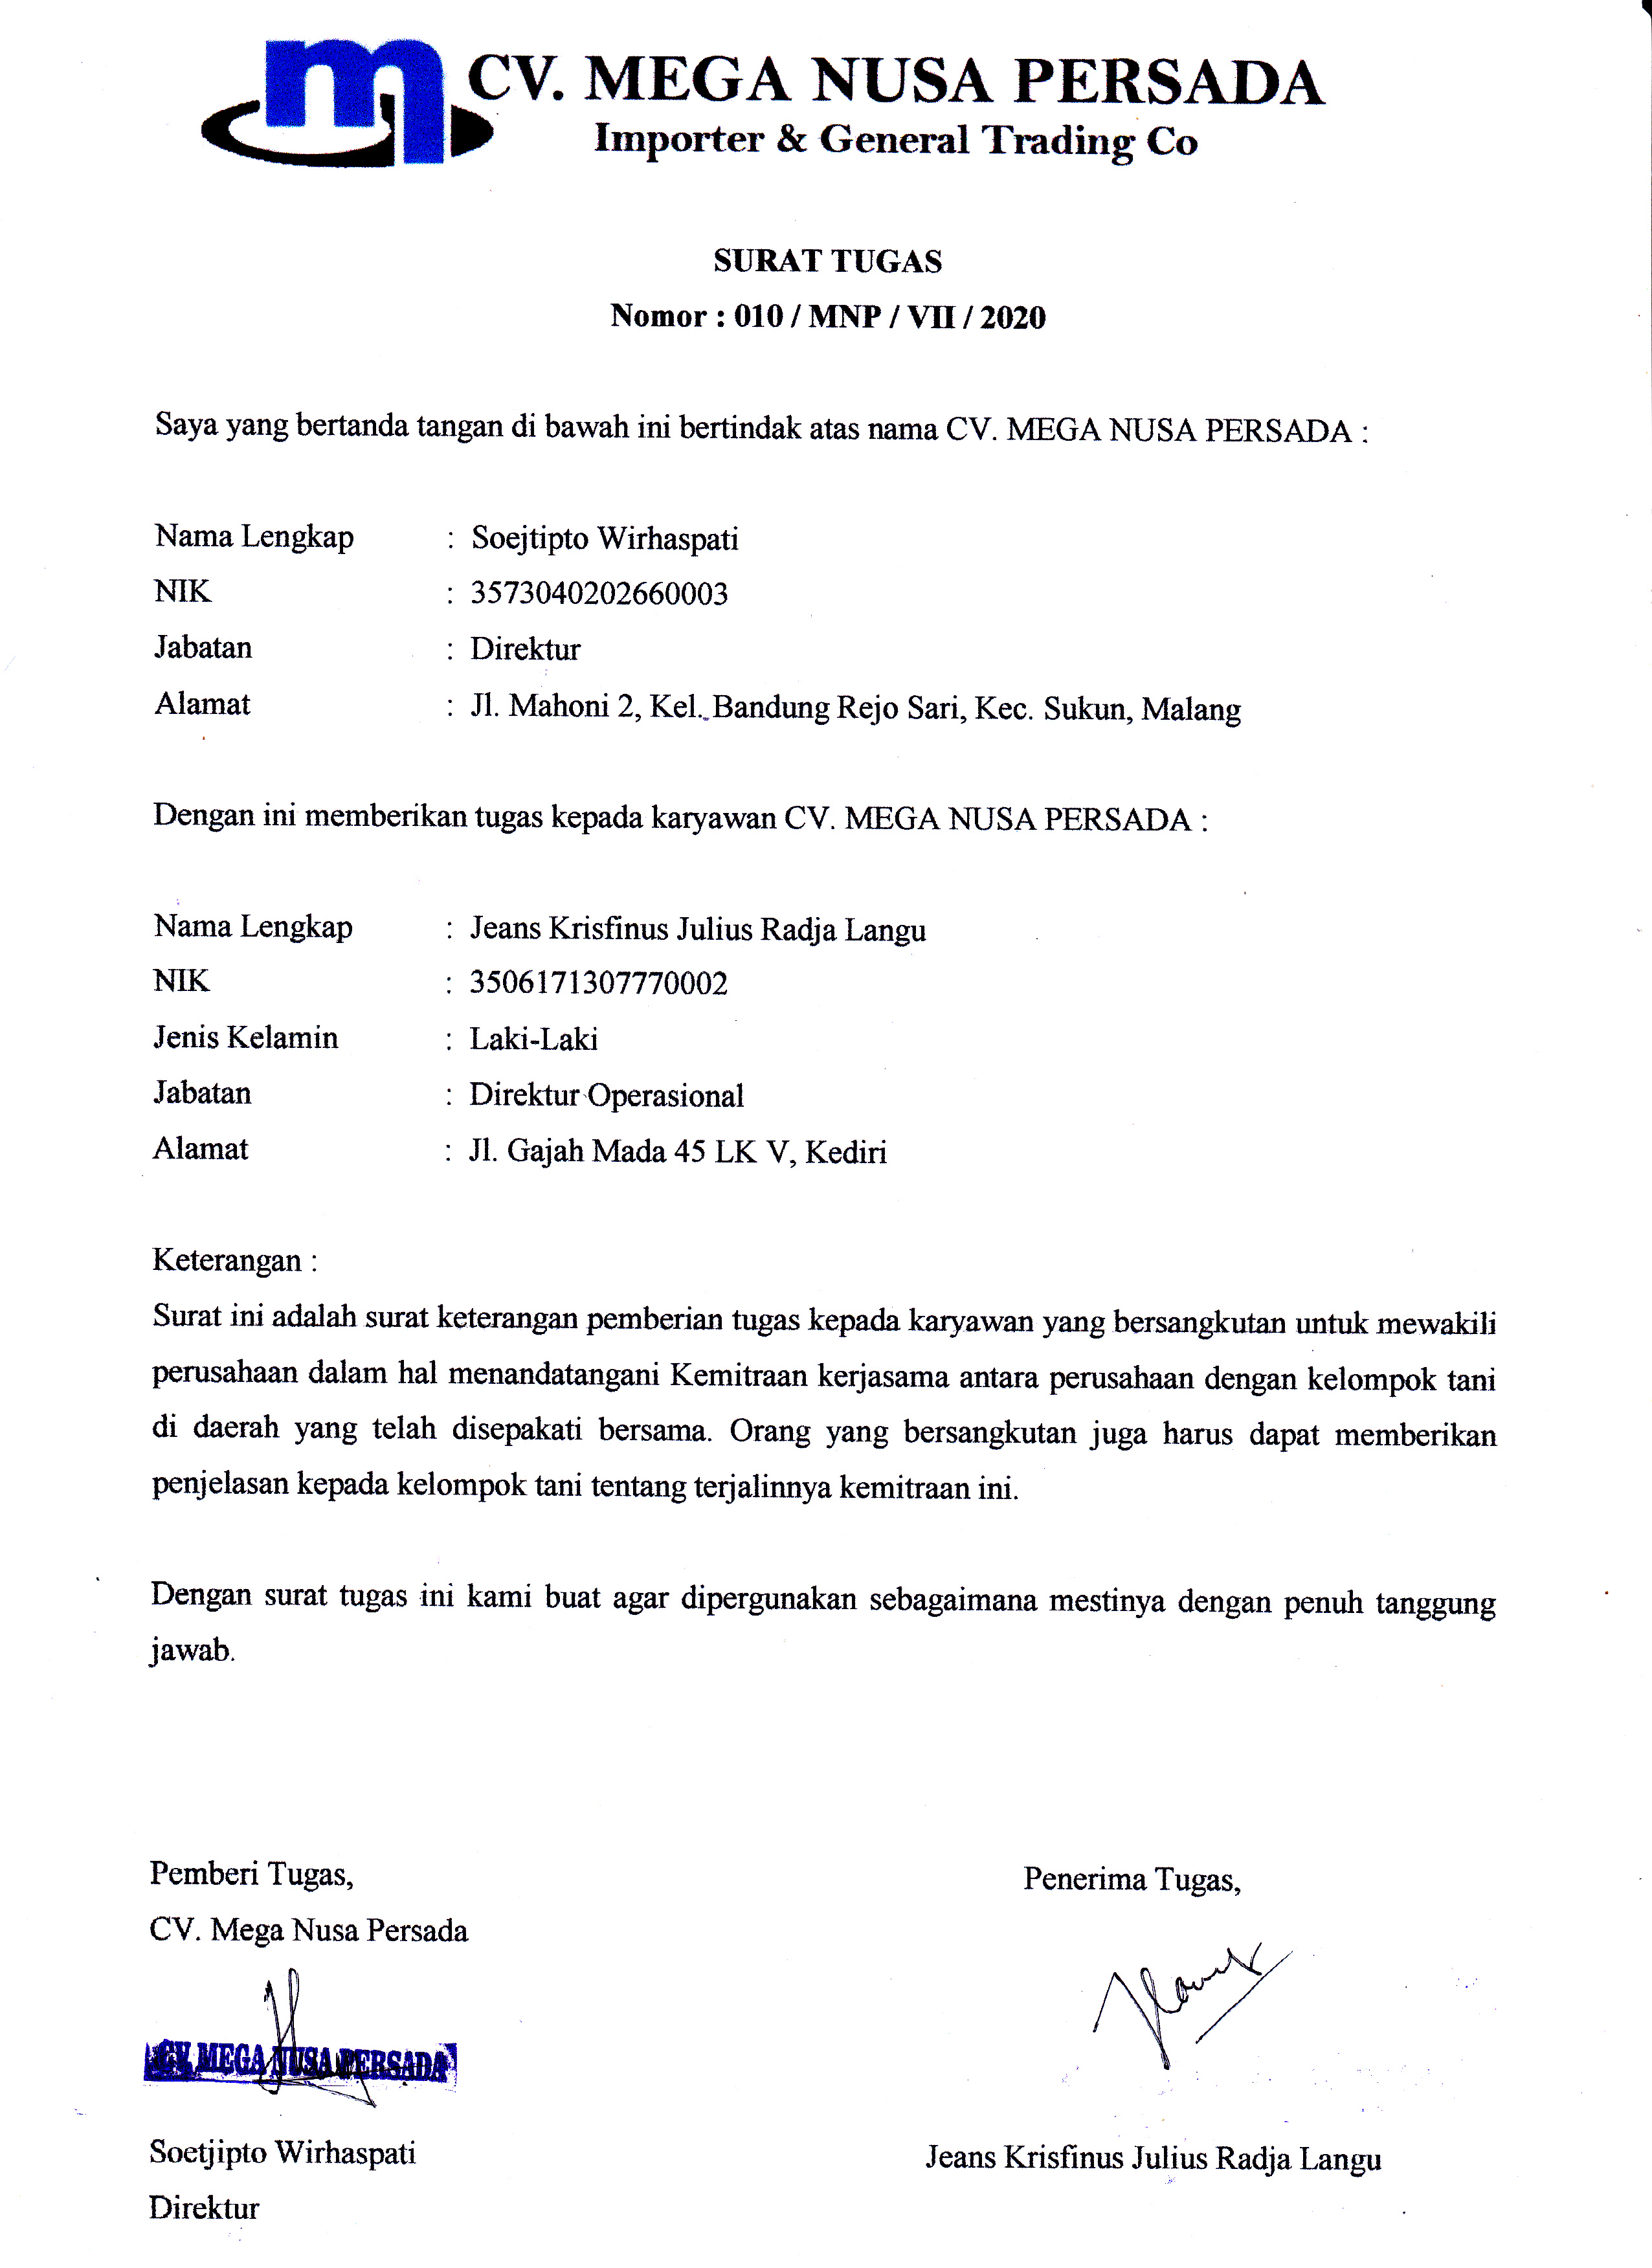 CV. MEGA NUSA PERSADA
Importer & General Trading Co
SURAT TUGAS
Nomor : 010 / MNP / VII / 2020
Saya yang bertanda tangan di bawah ini bertindak atas nama CV. MEGA NUSA PERSADA :
Nama Lengkap : Soejtipto Wirhaspati
NIK : 3573040202660003
Jabatan : Direktur
Alamat : Jl. Mahoni 2, Kel. Bandung Rejo Sari, Kec. Sukun, Malang
Dengan ini memberikan tugas kepada karyawan CV. MEGA NUSA PERSADA :
Nama Lengkap : Jeans Krisfinus Julius Radja Langu
NIK : 3506171307770002
Jenis Kelamin : Laki-Laki
Jabatan : Direktur Operasional
Alamat : Jl. Gajah Mada 45 LK V, Kediri
Keterangan :
Surat ini adalah surat keterangan pemberian tugas kepada karyawan yang bersangkutan untuk mewakili
perusahaan dalam hal menandatangani Kemitraan kerjasama antara perusahaan dengan kelompok tani
di daerah yang telah disepakati bersama. Orang yang bersangkutan juga harus dapat memberikan
penjelasan kepada kelompok tani tentang terjalinnya kemitraan ini.
Dengan surat tugas ini kami buat agar dipergunakan sebagaimana mestinya dengan penuh tanggung
jawab.
Pemberi Tugas, Penerima Tugas,
CV. Mega Nusa Persada
CV. MEGA NUSA PERSADA
Soetjipto Wirhaspati Jeans Krisfinus Julius Radja Langu
Direktur